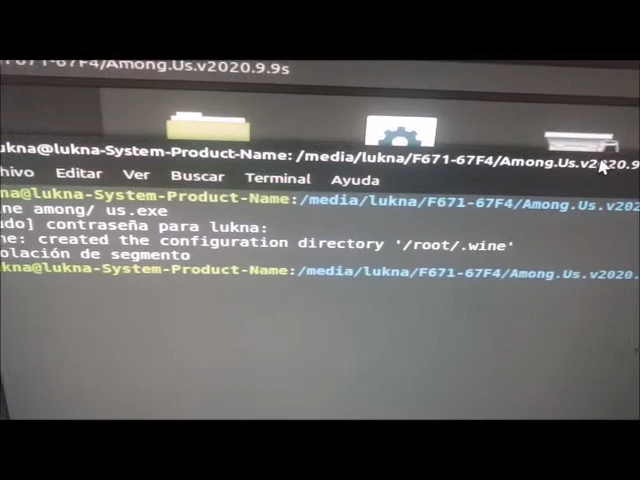 F671-67F4/Among.Us.v2020.9.9s
ukna@lukna-System-Product-Name: /media/lukna/F671-67F4/Among.Us.v2020.9
hivo Editar Ver Buscar Terminal Ayuda
na@lukna-System-Product-Name:/media/lukna/F671-67F4/Among.Us.v202
ine among/ us.exe
udo] contraseña para lukna:
ne: created the configuration directory '/root/.wine'
olación de segmento
kna@lukna-System-Product-Name:/media/lukna/F671-67F4/Among.Us.v2020.